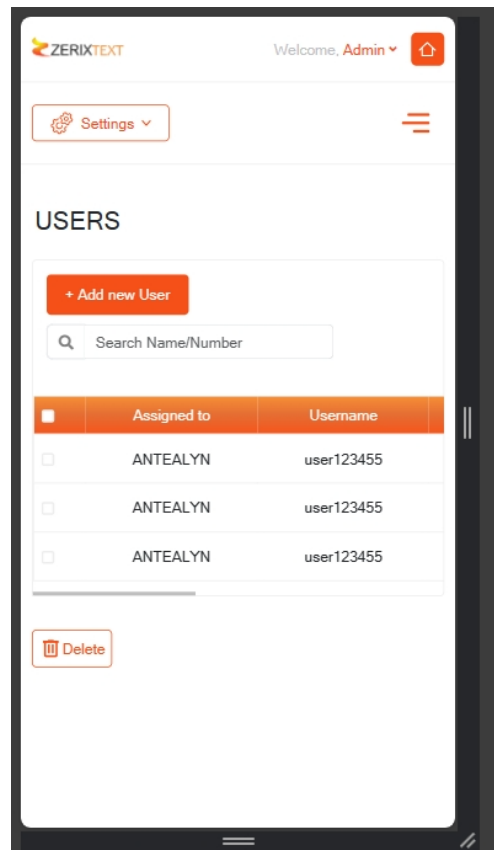 ZERIXTEXT
Welcome, Admin
Settings
USERS
+ Add new User
Search Name/Number
Assigned to Username
ANTEALYN user123455
ANTEALYN user123455
ANTEALYN user123455
Delete